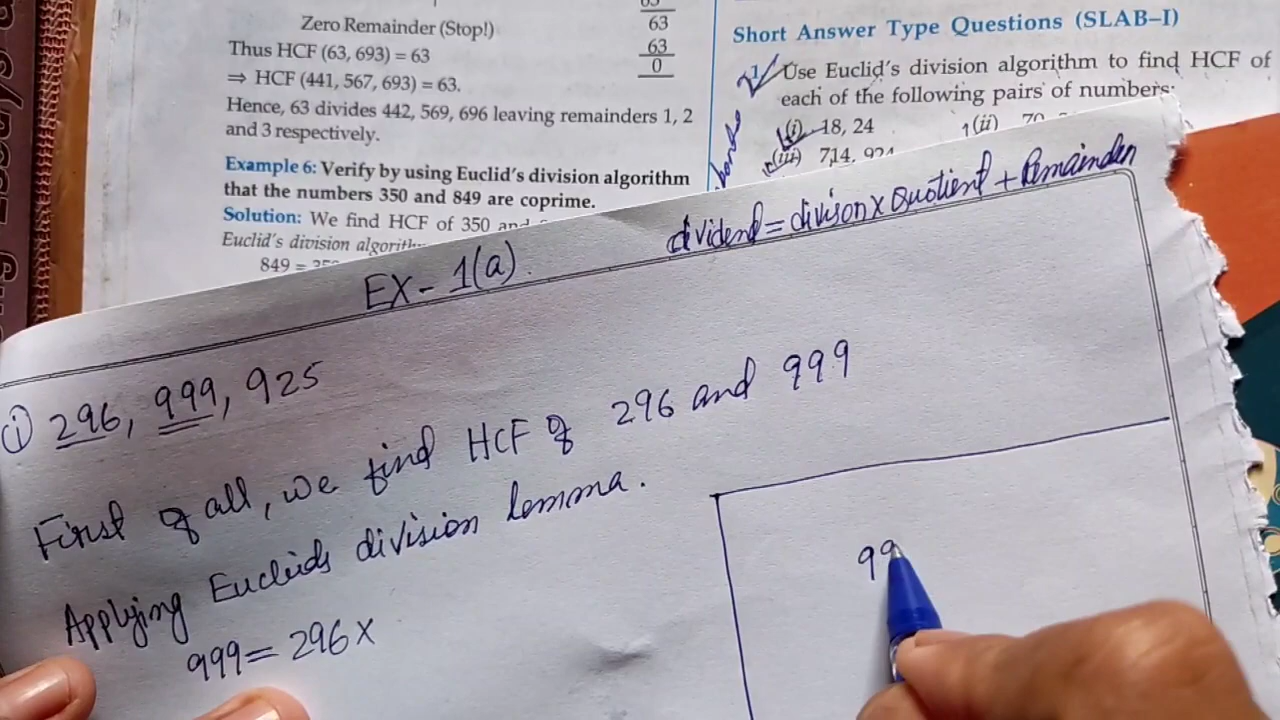 Zero Remainder (Stop!)
Thus HCF (63, 693) = 63
⇒ HCF (441, 567, 693) = 63.
Hence, 63 divides 442, 569, 696 leaving remainders 1, 2
and 3 respectively.
Example 6: Verify by using Euclid's division algorithm
that the numbers 350 and 849 are coprime.
Solution: We find HCF of 350 and
Euclid's division
849 =
63
63
0
Short Answer Type Questions (SLAB–I)
1. Use Euclid's division algorithm to find HCF of
each of the following pairs of numbers:
(i) 18, 24 (ii) 70
(iii) 714, 924
dividend = divison × Quotient + Remainder
EX - 1(a).
(i) 296, 999, 925
First of all, we find HCF of 296 and 999
Applying Euclids division lemma.
999 = 296 ×
99